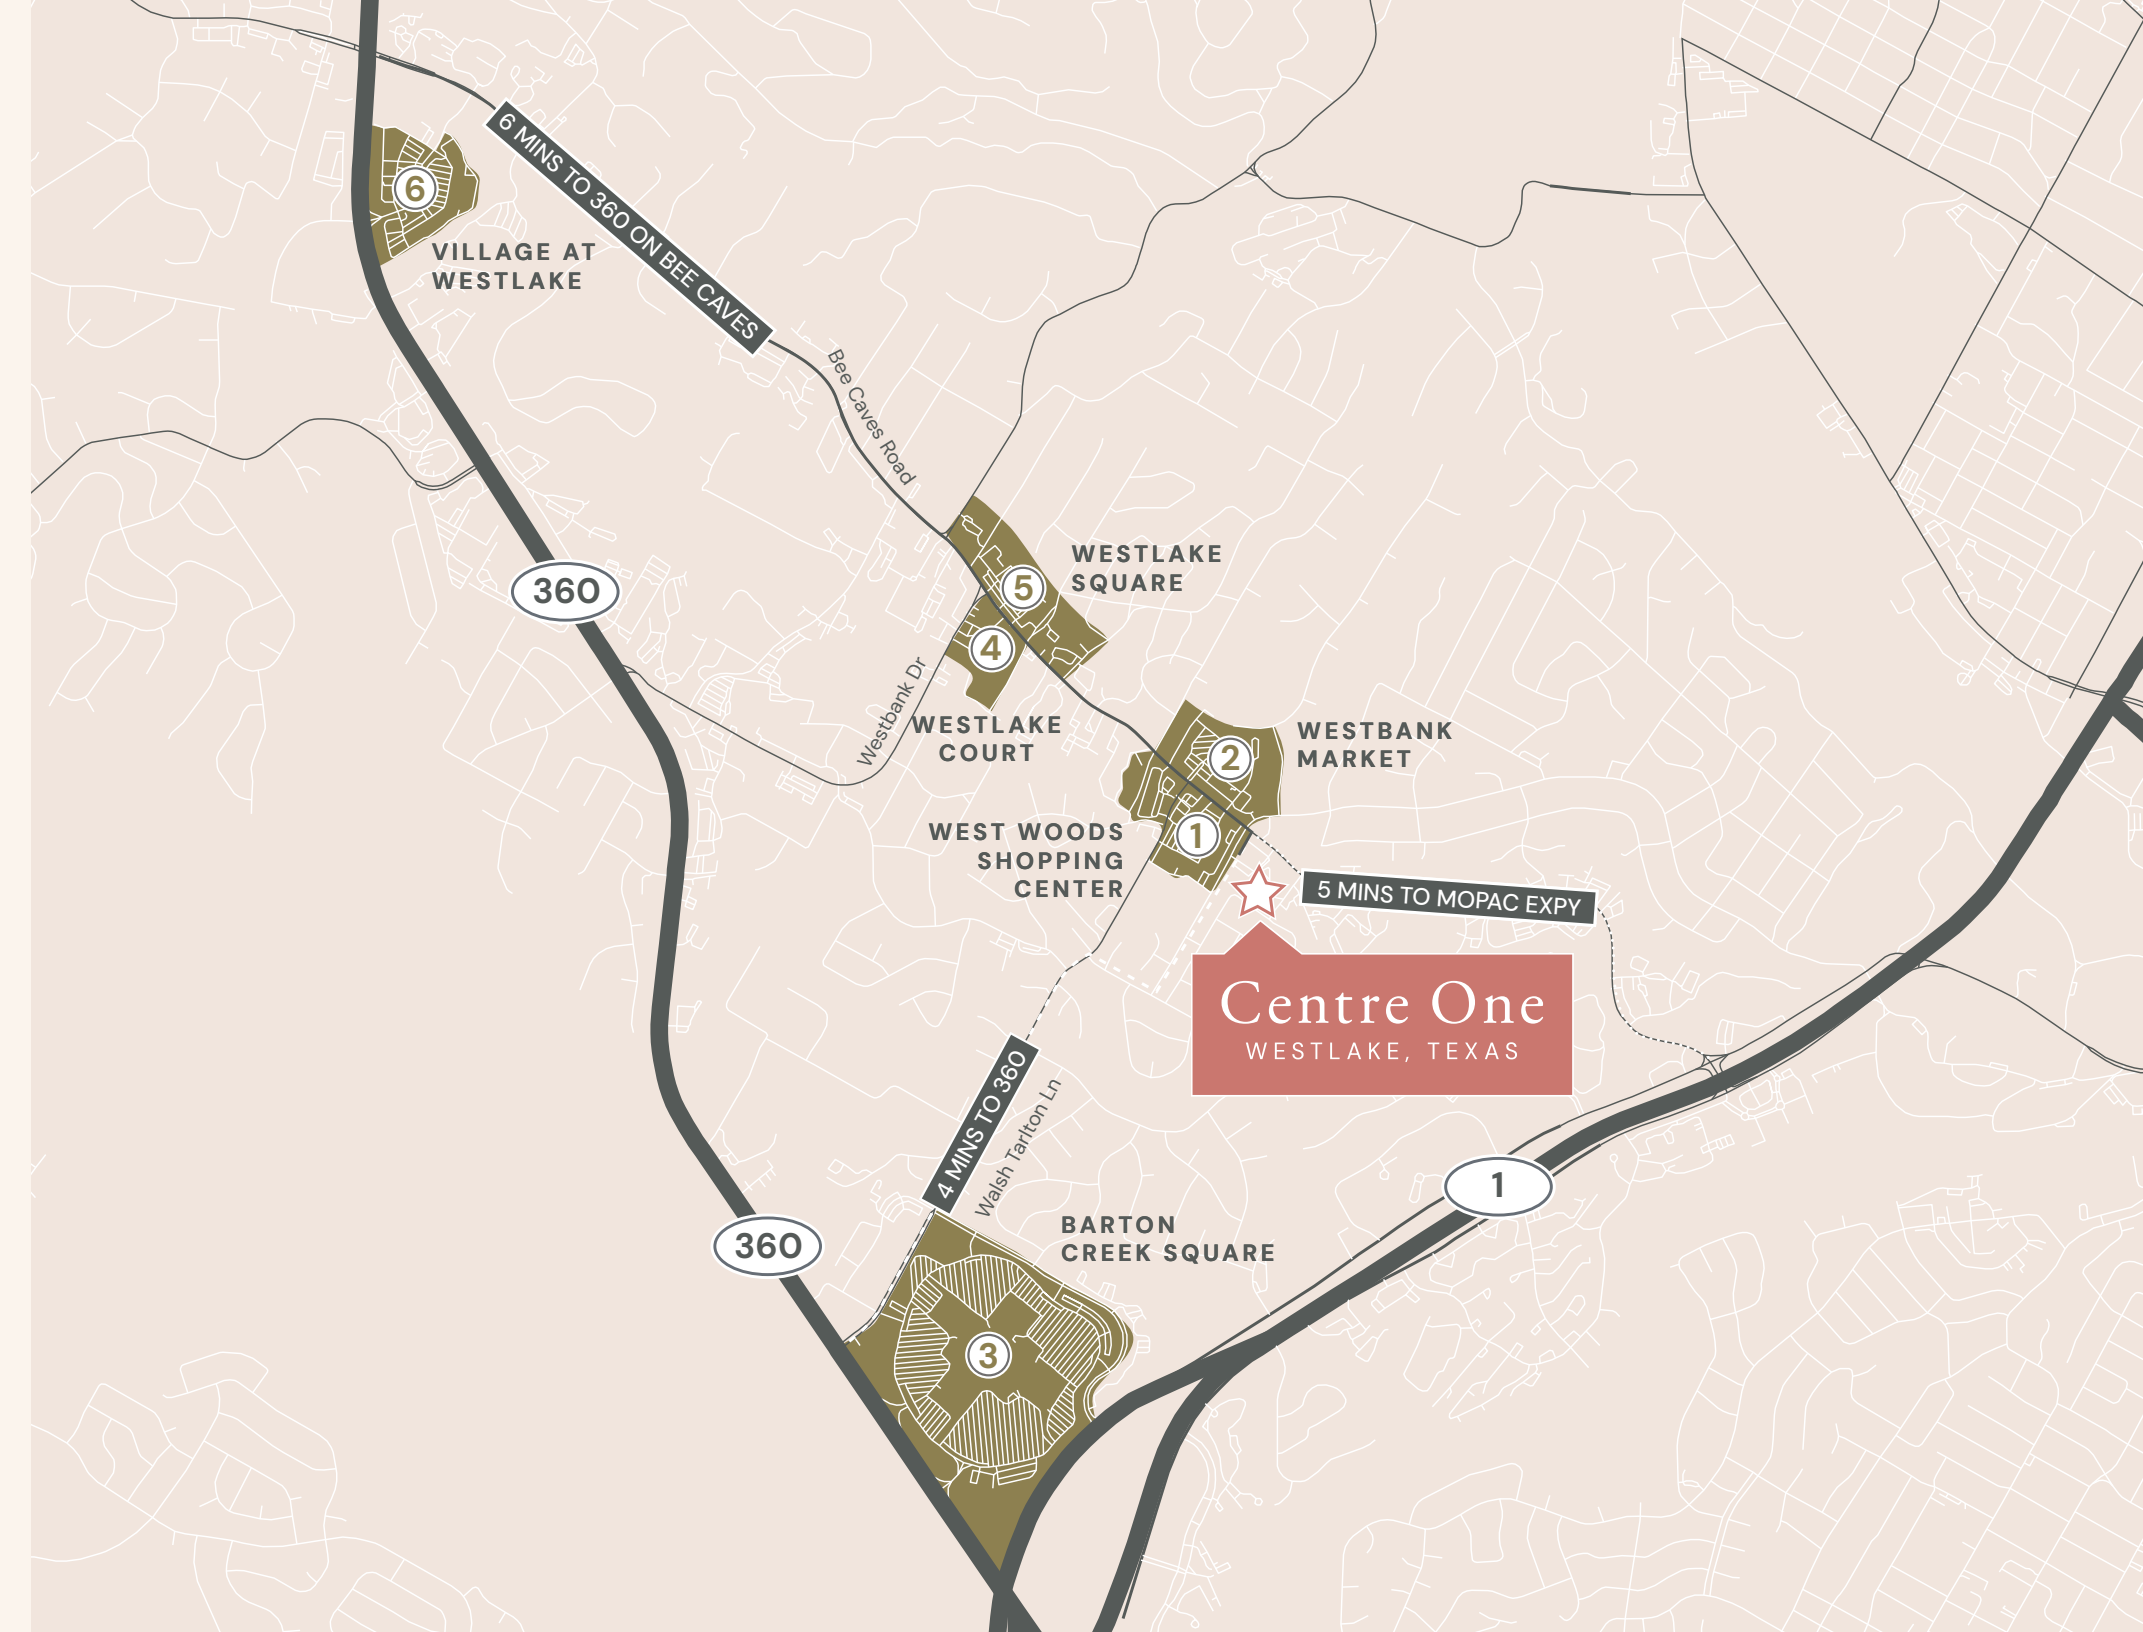 6 MINS TO 360 ON BEE CAVES
6
VILLAGE AT
WESTLAKE
Bee Caves Road
360
WESTLAKE
SQUARE
5
4
Westbank Dr
WESTLAKE
COURT
WESTBANK
MARKET
2
1
WEST WOODS
SHOPPING
CENTER
5 MINS TO MOPAC EXPY
Centre One
WESTLAKE, TEXAS
4 MINS TO 360
Walsh Tarlton Ln
1
360
BARTON
CREEK SQUARE
3